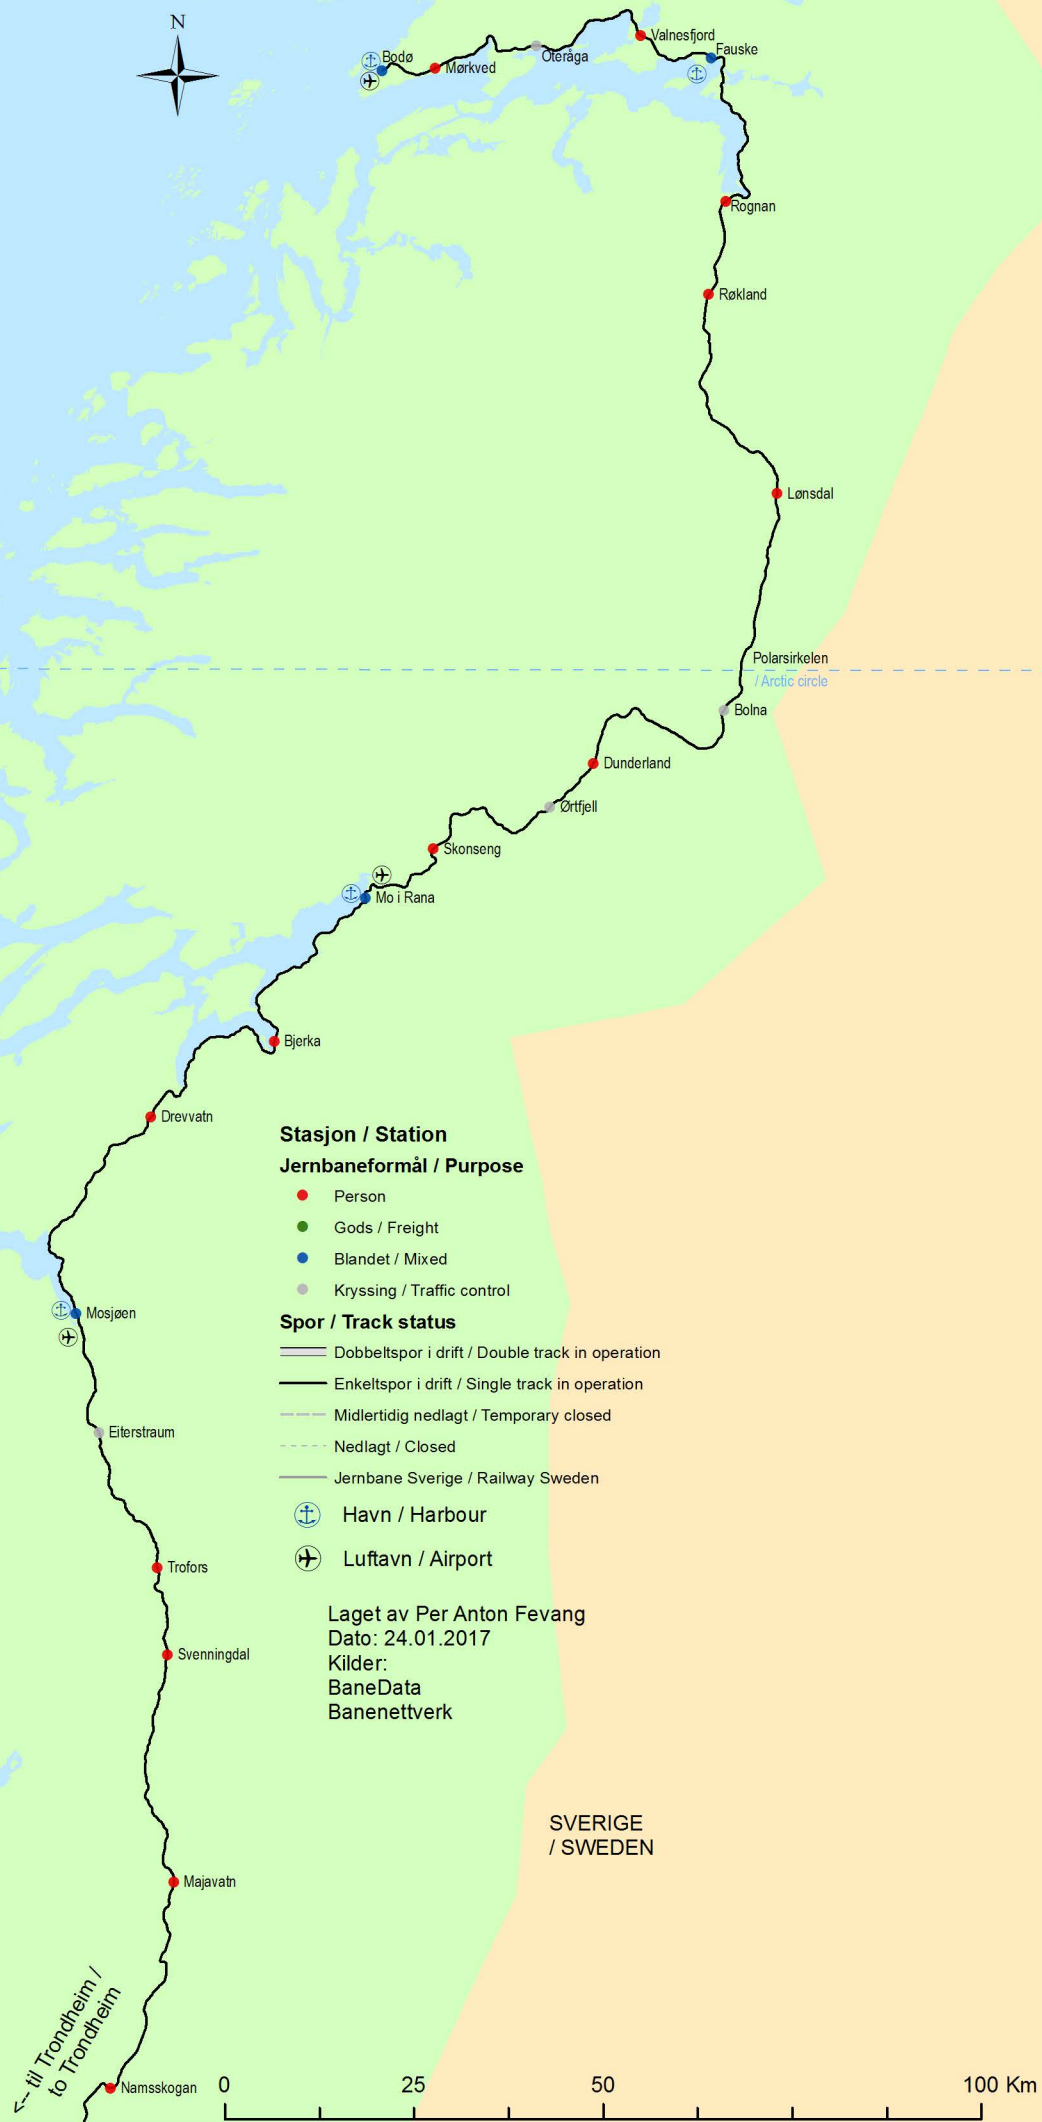 N
Bodø
Mørkved
Oteråga
Valnesfjord
Fauske
Rognan
Røkland
Lønsdal
Polarsirkelen
/ Arctic circle
Bolna
Dunderland
Ørtfjell
Skonseng
Mo i Rana
Bjerka
Drevvatn
Stasjon / Station
Jernbaneformål / Purpose
Person
Gods / Freight
Blandet / Mixed
Kryssing / Traffic control
Spor / Track status
Dobbeltspor i drift / Double track in operation
Enkeltspor i drift / Single track in operation
Midlertidig nedlagt / Temporary closed
Nedlagt / Closed
Jernbane Sverige / Railway Sweden
Havn / Harbour
Luftavn / Airport
Mosjøen
Eiterstraum
Trofors
Svenningdal
Laget av Per Anton Fevang
Dato: 24.01.2017
Kilder:
BaneData
Banenettverk
SVERIGE
/ SWEDEN
Majavatn
<-- til Trondheim /
to Trondheim
Namsskogan
0 25 50 100 Km